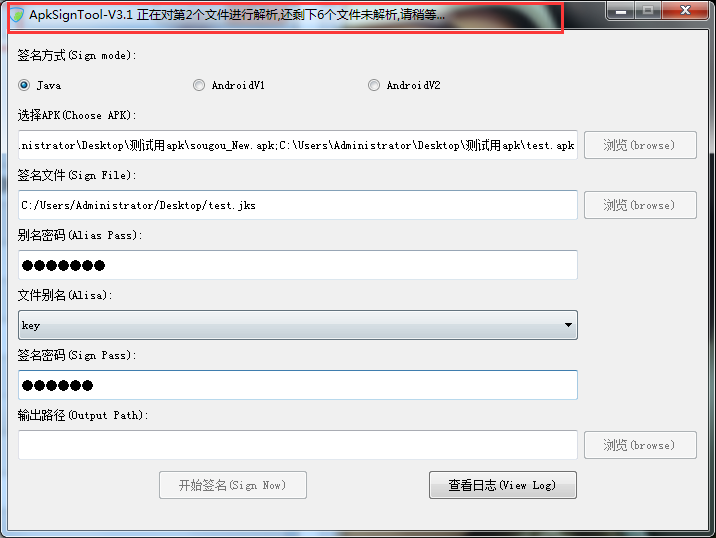 ApkSignTool-V3.1 正在对第2个文件进行解析,还剩下6个文件未解析,请稍等...
签名方式(Sign mode):
Java AndroidV1 AndroidV2
选择APK(Choose APK):
inistrator\Desktop\测试用apk\sougou_New.apk;C:\Users\Administrator\Desktop\测试用apk\test.apk 浏览(browse)
签名文件(Sign File):
C:/Users/Administrator/Desktop/test.jks 浏览(browse)
别名密码(Alias Pass):
文件别名(Alisa):
key
签名密码(Sign Pass):
输出路径(Output Path):
浏览(browse)
开始签名(Sign Now) 查看日志(View Log)